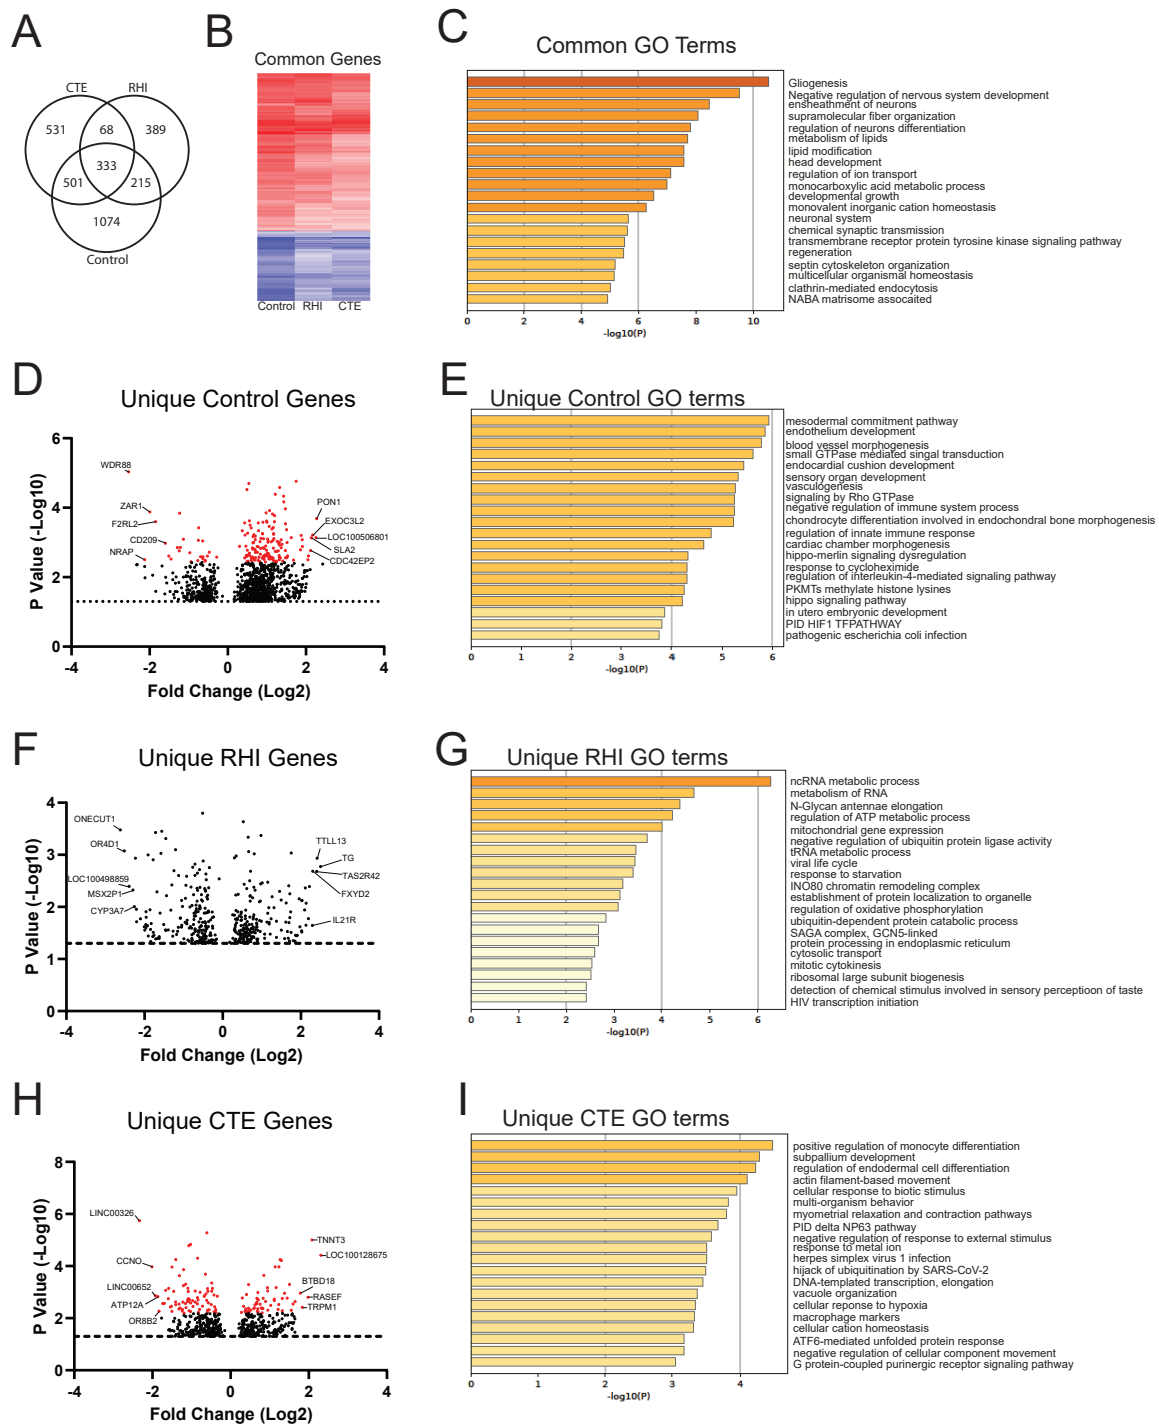 A
CTE
RHI
531
68
389
333
501
215
1074
Control
B
Common Genes
Control RHI CTE
C
Common GO Terms
Gliogenesis
Negative regulation of nervous system development
ensheathment of neurons
supramolecular fiber organization
regulation of neurons differentiation
metabolism of lipids
lipid modification
head development
regulation of ion transport
monocarboxylic acid metabolic process
developmental growth
monovalent inorganic cation homeostasis
neuronal system
chemical synaptic transmission
transmembrane receptor protein tyrosine kinase signaling pathway
regeneration
septin cytoskeleton organization
multicellular organismal homeostasis
clathrin-mediated endocytosis
NABA matrisome assocaited
0 2 4 6 8 10
-log10(P)
D
Unique Control Genes
P Value (-Log10)
6
4
2
0
WDR88
ZAR1
F2RL2
CD209
NRAP
PON1
EXOC3L2
LOC100506801
SLA2
CDC42EP2
-4 -2 0 2 4
Fold Change (Log2)
E
Unique Control GO terms
mesodermal commitment pathway
endothelium development
blood vessel morphogenesis
small GTPase mediated singal transduction
endocardial cushion development
sensory organ development
vasculogenesis
signaling by Rho GTPase
negative regulation of immune system process
chondrocyte differentiation involved in endochondral bone morphogenesis
regulation of innate immune response
cardiac chamber morphogenesis
hippo-merlin signaling dysregulation
response to cycloheximide
regulation of interleukin-4-mediated signaling pathway
PKMTs methylate histone lysines
hippo signaling pathway
in utero embryonic development
PID HIF1 TFPATHWAY
pathogenic escherichia coli infection
0 1 2 3 4 5 6
-log10(P)
F
Unique RHI Genes
P Value (-Log10)
4
3
2
1
0
ONECUT1
OR4D1
LOC100498859
MSX2P1
CYP3A7
TTLL13
TG
TAS2R42
FXYD2
IL21R
-4 -2 0 2 4
Fold Change (Log2)
G
Unique RHI GO terms
ncRNA metabolic process
metabolism of RNA
N-Glycan antennae elongation
regulation of ATP metabolic process
mitochondrial gene expression
negative regulation of ubiquitin protein ligase activity
tRNA metabolic process
viral life cycle
response to starvation
INO80 chromatin remodeling complex
establishment of protein localization to organelle
regulation of oxidative phosphorylation
ubiquitin-dependent protein catabolic process
SAGA complex, GCN5-linked
protein processing in endoplasmic reticulum
cytosolic transport
mitotic cytokinesis
ribosomal large subunit biogenesis
detection of chemical stimulus involved in sensory perceptioon of taste
HIV transcription initiation
0 1 2 3 4 5 6
-log10(P)
H
Unique CTE Genes
P Value (-Log10)
8
6
4
2
0
LINC00326
CCNO
LINC00652
ATP12A
OR8B2
TNNT3
LOC100128675
BTBD18
RASEF
TRPM1
-4 -2 0 2 4
Fold Change (Log2)
I
Unique CTE GO terms
positive regulation of monocyte differentiation
subpallium development
regulation of endodermal cell differentiation
actin filament-based movement
cellular response to biotic stimulus
multi-organism behavior
myometrial relaxation and contraction pathways
PID delta NP63 pathway
negative regulation of response to external stimulus
response to metal ion
herpes simplex virus 1 infection
hijack of ubiquitination by SARS-CoV-2
DNA-templated transcription, elongation
vacuole organization
cellular reponse to hypoxia
macrophage markers
cellular cation homeostasis
ATF6-mediated unfolded protein response
negative regulation of cellular component movement
G protein-coupled purinergic receptor signaling pathway
0 1 2 3 4
-log10(P)